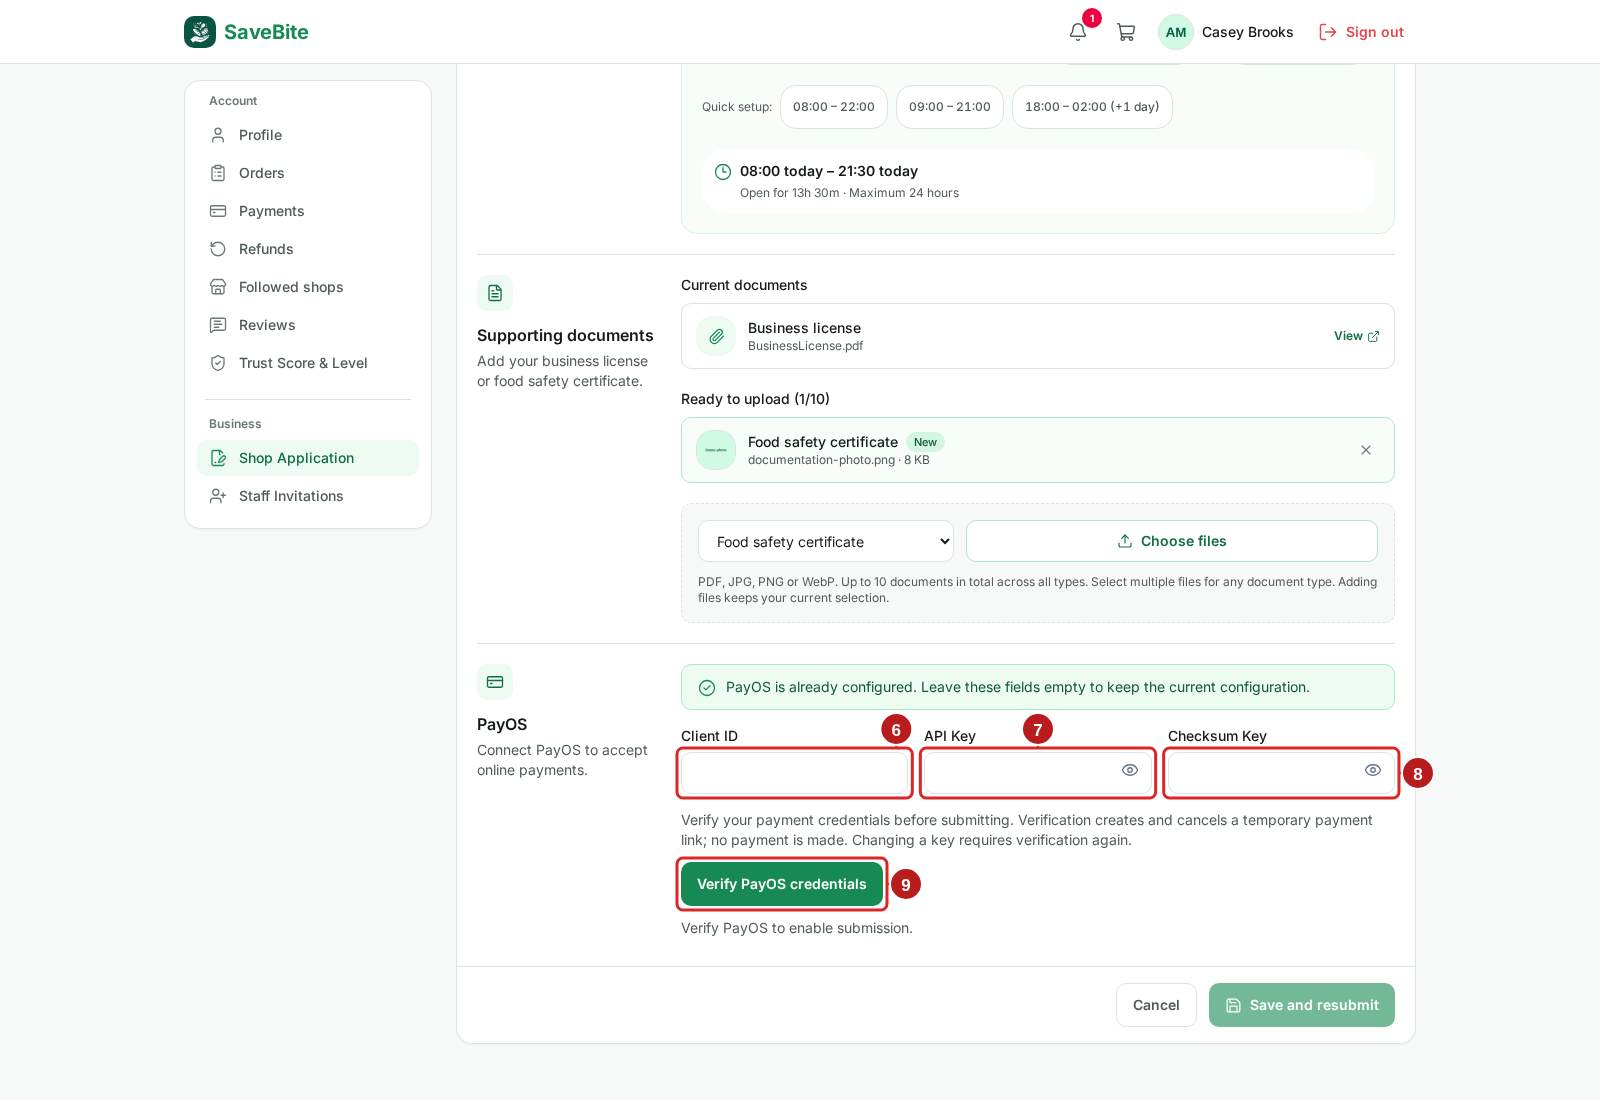 SaveBite
1
AM
Casey Brooks
Sign out
Account
Profile
Orders
Payments
Refunds
Followed shops
Reviews
Trust Score & Level
Business
Shop Application
Staff Invitations
Quick setup:
08:00 – 22:00
09:00 – 21:00
18:00 – 02:00 (+1 day)
08:00 today – 21:30 today
Open for 13h 30m · Maximum 24 hours
Supporting documents
Add your business license
or food safety certificate.
Current documents
Business license
BusinessLicense.pdf
View
Ready to upload (1/10)
Food safety certificate
New
documentation-photo.png · 8 KB
Food safety certificate
Choose files
PDF, JPG, PNG or WebP. Up to 10 documents in total across all types. Select multiple files for any document type. Adding
files keeps your current selection.
PayOS
Connect PayOS to accept
online payments.
PayOS is already configured. Leave these fields empty to keep the current configuration.
Client ID
6
API Key
7
Checksum Key
8
Verify your payment credentials before submitting. Verification creates and cancels a temporary payment
link; no payment is made. Changing a key requires verification again.
Verify PayOS credentials
9
Verify PayOS to enable submission.
Cancel
Save and resubmit